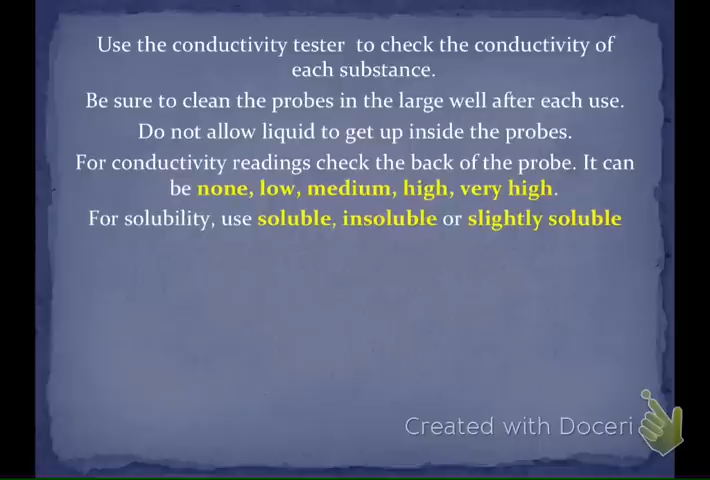 Use the conductivity tester to check the conductivity of
each substance.
Be sure to clean the probes in the large well after each use.
Do not allow liquid to get up inside the probes.
For conductivity readings check the back of the probe. It can
be none, low, medium, high, very high.
For solubility, use soluble, insoluble or slightly soluble
Created with Doceri